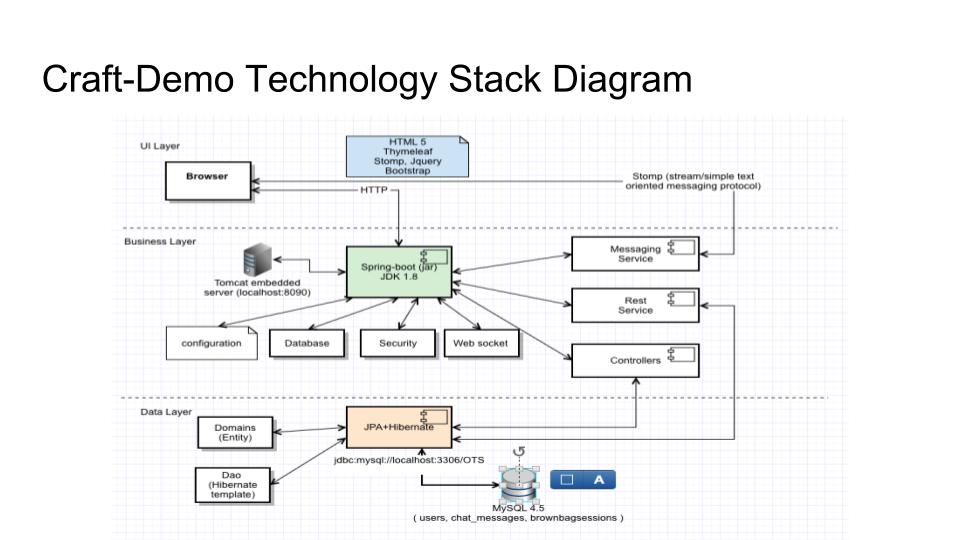 Craft-Demo Technology Stack Diagram
UI Layer
HTML 5
Thymeleaf
Stomp, Jquery
Bootstrap
Browser
Stomp (stream/simple text
oriented messaging protocol)
HTTP
Business Layer
Messaging
Service
Spring-boot (jar)
JDK 1.8
Tomcat embedded
server (localhost:8090)
Rest
Service
configuration
Database
Security
Web socket
Controllers
Data Layer
Domains
(Entity)
JPA+Hibernate
jdbc:mysql://localhost:3306/OTS
Dao
(Hibernate
template)
A
MySQL 4.5
( users, chat_messages, brownbagsessions )